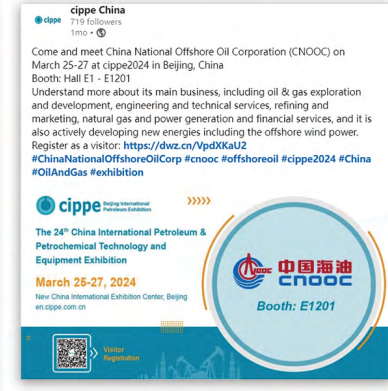 cippe China
cippe
719 followers
1mo •
Come and meet China National Offshore Oil Corporation (CNOOC) on
March 25-27 at cippe2024 in Beijing, China
Booth: Hall E1 - E1201
Understand more about its main business, including oil & gas exploration
and development, engineering and technical services, refining and
marketing, natural gas and power generation and financial services, and it is
also actively developing new energies including the offshore wind power.
Register as a visitor: https://dwz.cn/VpdXKaU2
#ChinaNationalOffshoreOilCorp #cnooc #offshoreoil #cippe2024 #China
#OilAndGas #exhibition
cippe Beijing International
Petroleum Exhibition
The 24th China International Petroleum &
Petrochemical Technology and
Equipment Exhibition
March 25-27, 2024
New China International Exhibition Center, Beijing
en.cippe.com.cn
CNOOC
中国海油
CNOOC
Booth: E1201
Visitor
Registration